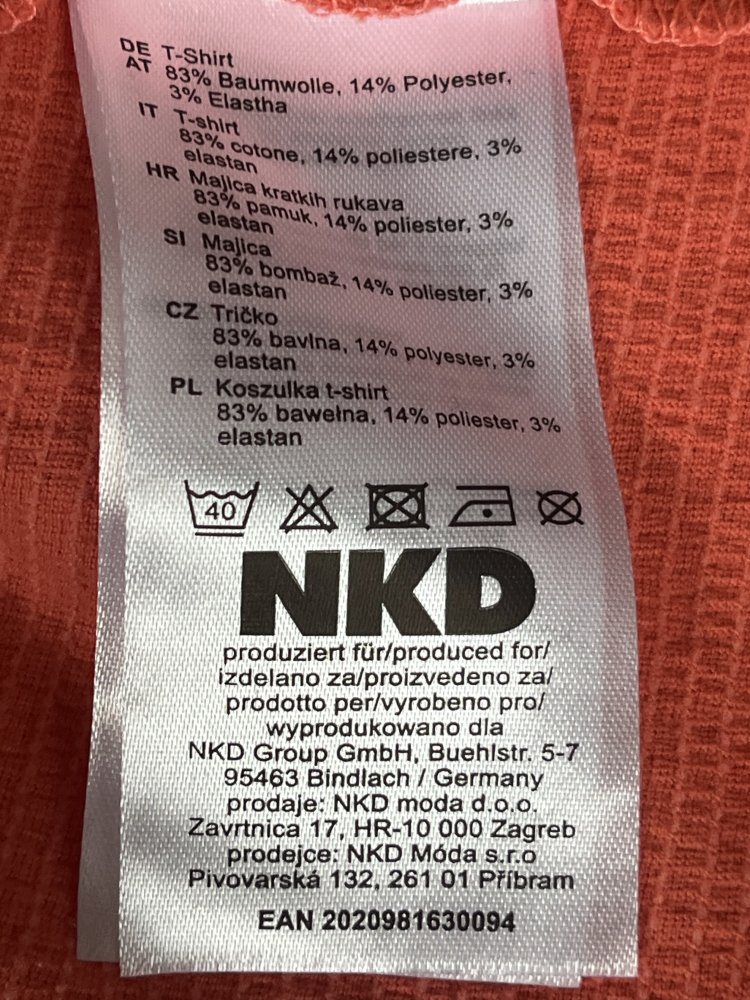 DE T-Shirt
AT 83% Baumwolle, 14% Polyester,
3% Elastha
IT T-shirt
83% cotone, 14% poliestere, 3%
elastan
HR Majica kratkih rukava
83% pamuk, 14% poliester, 3%
elastan
SI Majica
83% bombaž, 14% poliester, 3%
elastan
CZ Tričko
83% bavlna, 14% polyester, 3%
elastan
PL Koszulka t-shirt
83% bawełna, 14% poliester, 3%
elastan
40
NKD
produziert für/produced for/
izdelano za/proizvedeno za/
prodotto per/vyrobeno pro/
wyprodukowano dla
NKD Group GmbH, Buehlstr. 5-7
95463 Bindlach / Germany
prodaje: NKD moda d.o.o.
Zavrtnica 17, HR-10 000 Zagreb
prodejce: NKD Móda s.r.o
Pivovarská 132, 261 01 Příbram
EAN 2020981630094